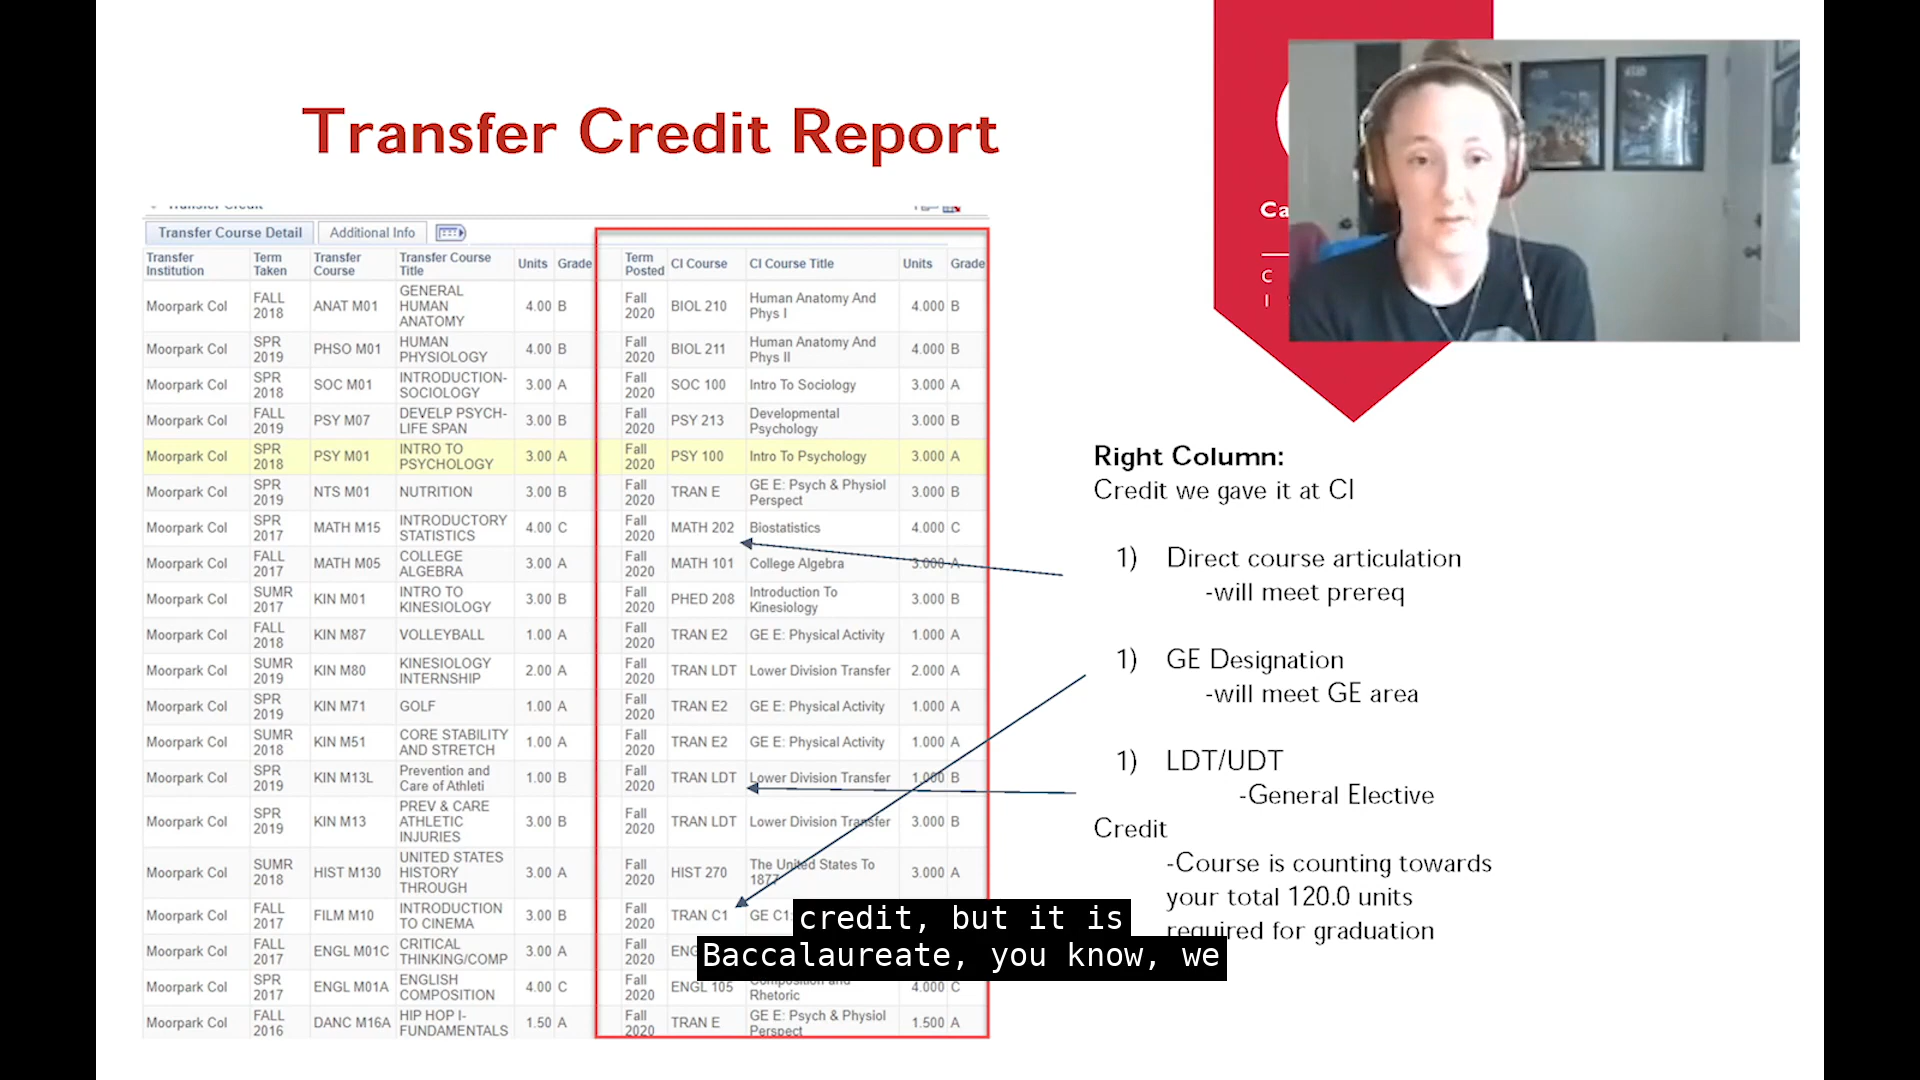 Transfer Credit Report
Transfer Credit
Transfer Course Detail Additional Info
Transfer Institution Term Taken Transfer Course Transfer Course Title Units Grade Term Posted CI Course CI Course Title Units Grade
Moorpark Col FALL 2018 ANAT M01 GENERAL HUMAN ANATOMY 4.00 B Fall 2020 BIOL 210 Human Anatomy And Phys I 4.000 B
Moorpark Col SPR 2019 PHSO M01 HUMAN PHYSIOLOGY 4.00 B Fall 2020 BIOL 211 Human Anatomy And Phys II 4.000 B
Moorpark Col SPR 2018 SOC M01 INTRODUCTION-SOCIOLOGY 3.00 A Fall 2020 SOC 100 Intro To Sociology 3.000 A
Moorpark Col FALL 2019 PSY M07 DEVELP PSYCH-LIFE SPAN 3.00 B Fall 2020 PSY 213 Developmental Psychology 3.000 B
Moorpark Col SPR 2018 PSY M01 INTRO TO PSYCHOLOGY 3.00 A Fall 2020 PSY 100 Intro To Psychology 3.000 A
Moorpark Col SPR 2019 NTS M01 NUTRITION 3.00 B Fall 2020 TRAN E GE E: Psych & Physiol Perspect 3.000 B
Moorpark Col SPR 2017 MATH M15 INTRODUCTORY STATISTICS 4.00 C Fall 2020 MATH 202 Biostatistics 4.000 C
Moorpark Col FALL 2017 MATH M05 COLLEGE ALGEBRA 3.00 A Fall 2020 MATH 101 College Algebra 3.000 A
Moorpark Col SUMR 2017 KIN M01 INTRO TO KINESIOLOGY 3.00 B Fall 2020 PHED 208 Introduction To Kinesiology 3.000 B
Moorpark Col FALL 2018 KIN M87 VOLLEYBALL 1.00 A Fall 2020 TRAN E2 GE E: Physical Activity 1.000 A
Moorpark Col SUMR 2019 KIN M80 KINESIOLOGY INTERNSHIP 2.00 A Fall 2020 TRAN LDT Lower Division Transfer 2.000 A
Moorpark Col SPR 2019 KIN M71 GOLF 1.00 A Fall 2020 TRAN E2 GE E: Physical Activity 1.000 A
Moorpark Col SUMR 2018 KIN M51 CORE STABILITY AND STRETCH 1.00 A Fall 2020 TRAN E2 GE E: Physical Activity 1.000 A
Moorpark Col SPR 2019 KIN M13L Prevention and Care of Athleti 1.00 B Fall 2020 TRAN LDT Lower Division Transfer 1.000 B
Moorpark Col SPR 2019 KIN M13 PREV & CARE ATHLETIC INJURIES 3.00 B Fall 2020 TRAN LDT Lower Division Transfer 3.000 B
Moorpark Col SUMR 2018 HIST M130 UNITED STATES HISTORY THROUGH 3.00 A Fall 2020 HIST 270 The United States To 1877 3.000 A
Moorpark Col FALL 2017 FILM M10 INTRODUCTION TO CINEMA 3.00 B Fall 2020 TRAN C1 GE C1:
Moorpark Col FALL 2017 ENGL M01C CRITICAL THINKING/COMP 3.00 A Fall 2020 ENG
Moorpark Col SPR 2017 ENGL M01A ENGLISH COMPOSITION 4.00 C Fall 2020 ENGL 105 Composition and Rhetoric 4.000 C
Moorpark Col FALL 2016 DANC M16A HIP HOP I-FUNDAMENTALS 1.50 A Fall 2020 TRAN E GE E: Psych & Physiol Perspect 1.500 A
Ca
C
I
Right Column:
Credit we gave it at CI
1) Direct course articulation
-will meet prereq
1) GE Designation
-will meet GE area
1) LDT/UDT
-General Elective
Credit
-Course is counting towards
your total 120.0 units
required for graduation
credit, but it is
Baccalaureate, you know, we